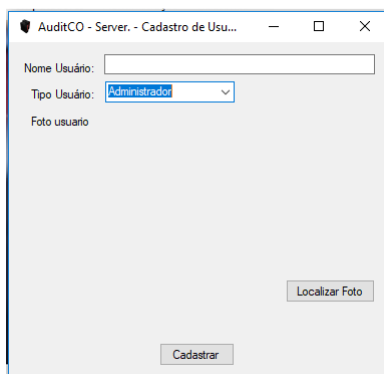 AuditCO - Server. - Cadastro de Usu...
Nome Usuário:
Tipo Usuário: Administrador
Foto usuario
Localizar Foto
Cadastrar